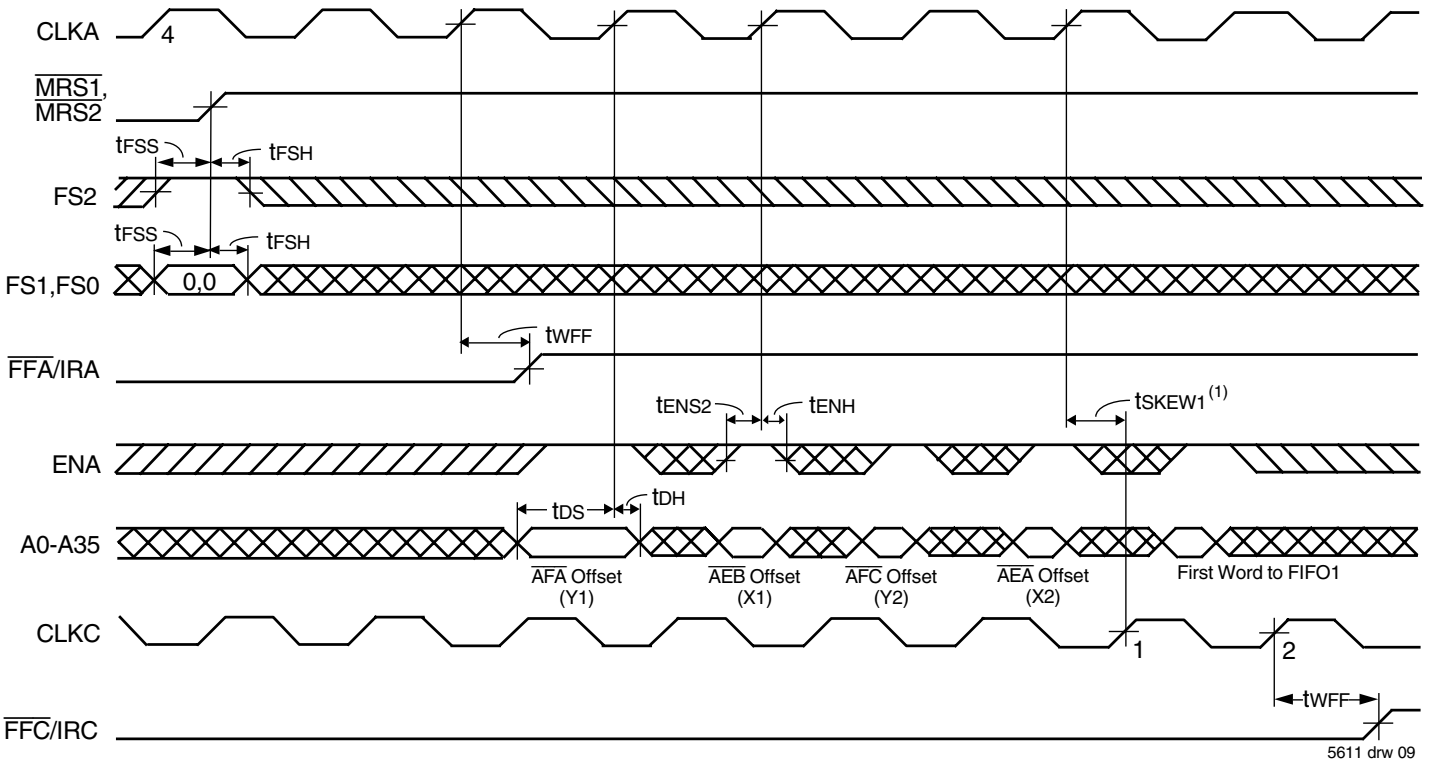 CLKA
4
MRS1,
MRS2
tFSS
tFSH
FS2
tFSS
tFSH
FS1,FS0
0,0
tWFF
FFA/IRA
tENS2
tENH
tSKEW1(1)
ENA
tDS
tDH
A0-A35
AFA Offset
(Y1)
AEB Offset
(X1)
AFC Offset
(Y2)
AEA Offset
(X2)
First Word to FIFO1
CLKC
1
2
tWFF
FFC/IRC
5611 drw 09